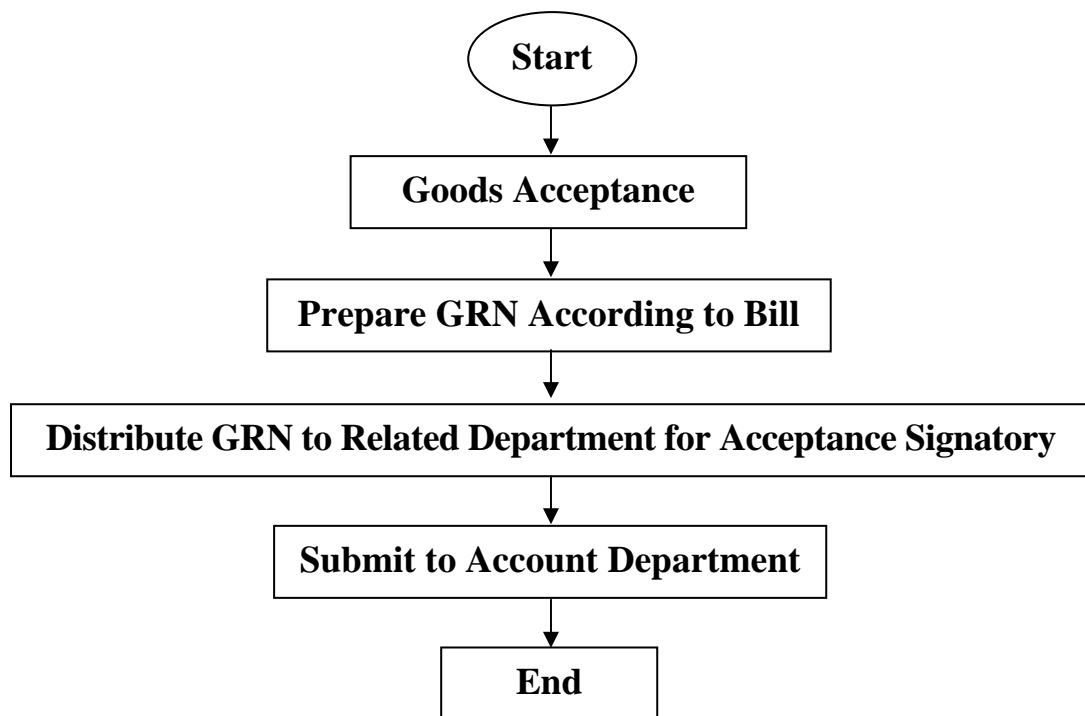 Start
Goods Acceptance
Prepare GRN According to Bill
Distribute GRN to Related Department for Acceptance Signatory
Submit to Account Department
End